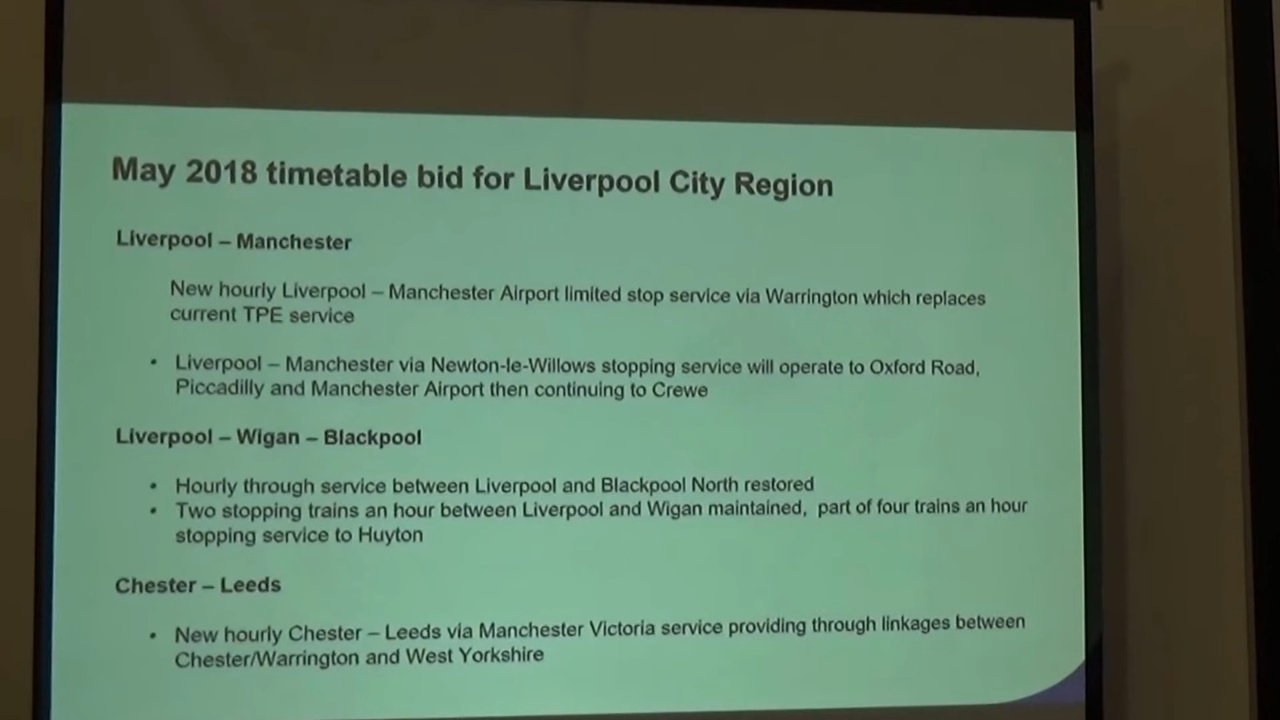 May 2018 timetable bid for Liverpool City Region
Liverpool – Manchester
New hourly Liverpool – Manchester Airport limited stop service via Warrington which replaces
current TPE service
• Liverpool – Manchester via Newton-le-Willows stopping service will operate to Oxford Road,
Piccadilly and Manchester Airport then continuing to Crewe
Liverpool – Wigan – Blackpool
• Hourly through service between Liverpool and Blackpool North restored
• Two stopping trains an hour between Liverpool and Wigan maintained, part of four trains an hour
stopping service to Huyton
Chester – Leeds
• New hourly Chester – Leeds via Manchester Victoria service providing through linkages between
Chester/Warrington and West Yorkshire